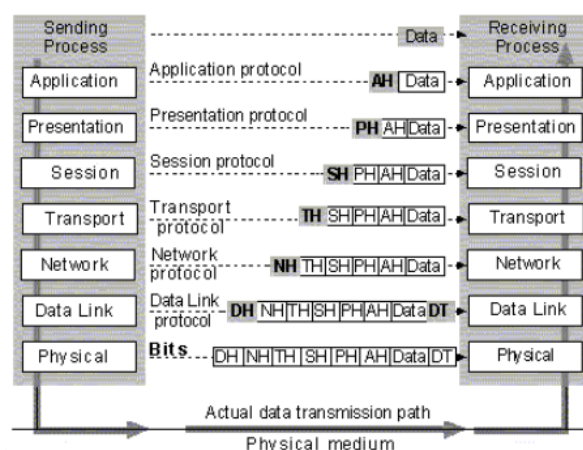 Sending Process
Data
Receiving Process
Application
Application protocol
AH Data
Application
Presentation
Presentation protocol
PH AH Data
Presentation
Session
Session protocol
SH PH AH Data
Session
Transport
Transport protocol
TH SH PH AH Data
Transport
Network
Network protocol
NH TH SH PH AH Data
Network
Data Link
Data Link protocol
DH NH TH SH PH AH Data DT
Data Link
Physical
Bits
DH NH TH SH PH AH Data DT
Physical
Actual data transmission path
Physical medium